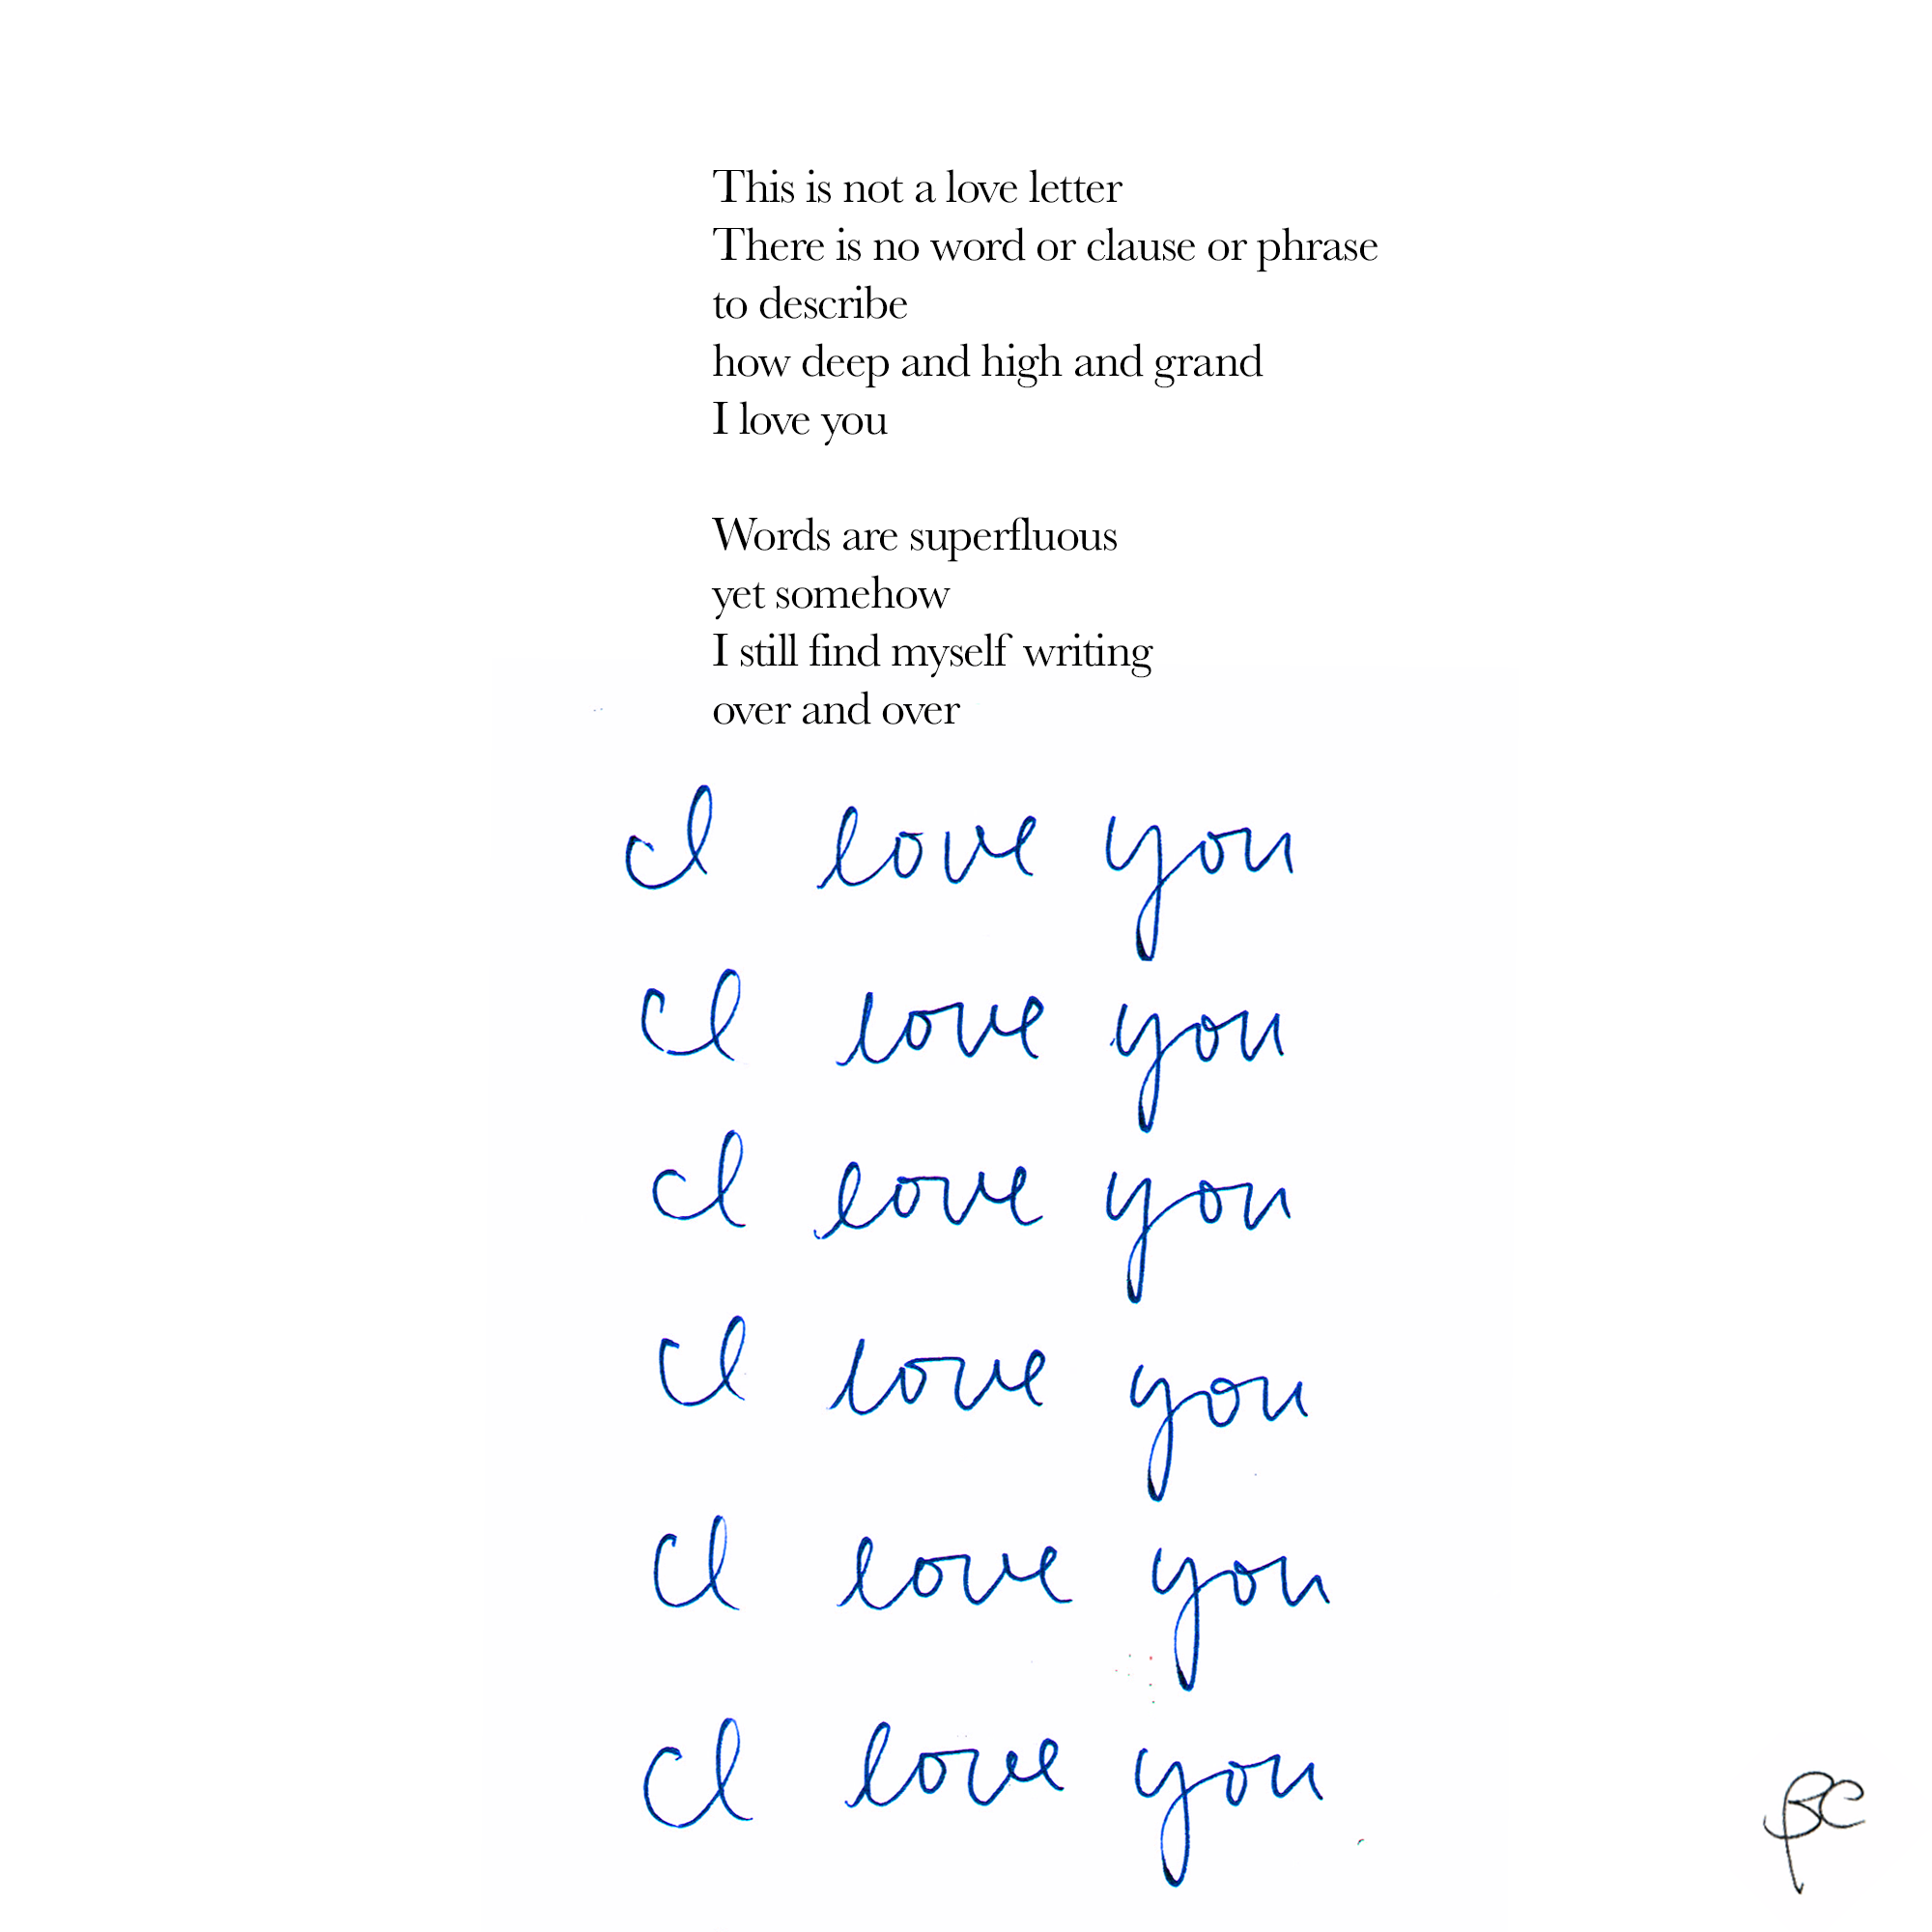 This is not a love letter
There is no word or clause or phrase
to describe
how deep and high and grand
I love you
Words are superfluous
yet somehow
I still find myself writing
over and over
I love you
I love you
I love you
I love you
I love you
I love you
BC